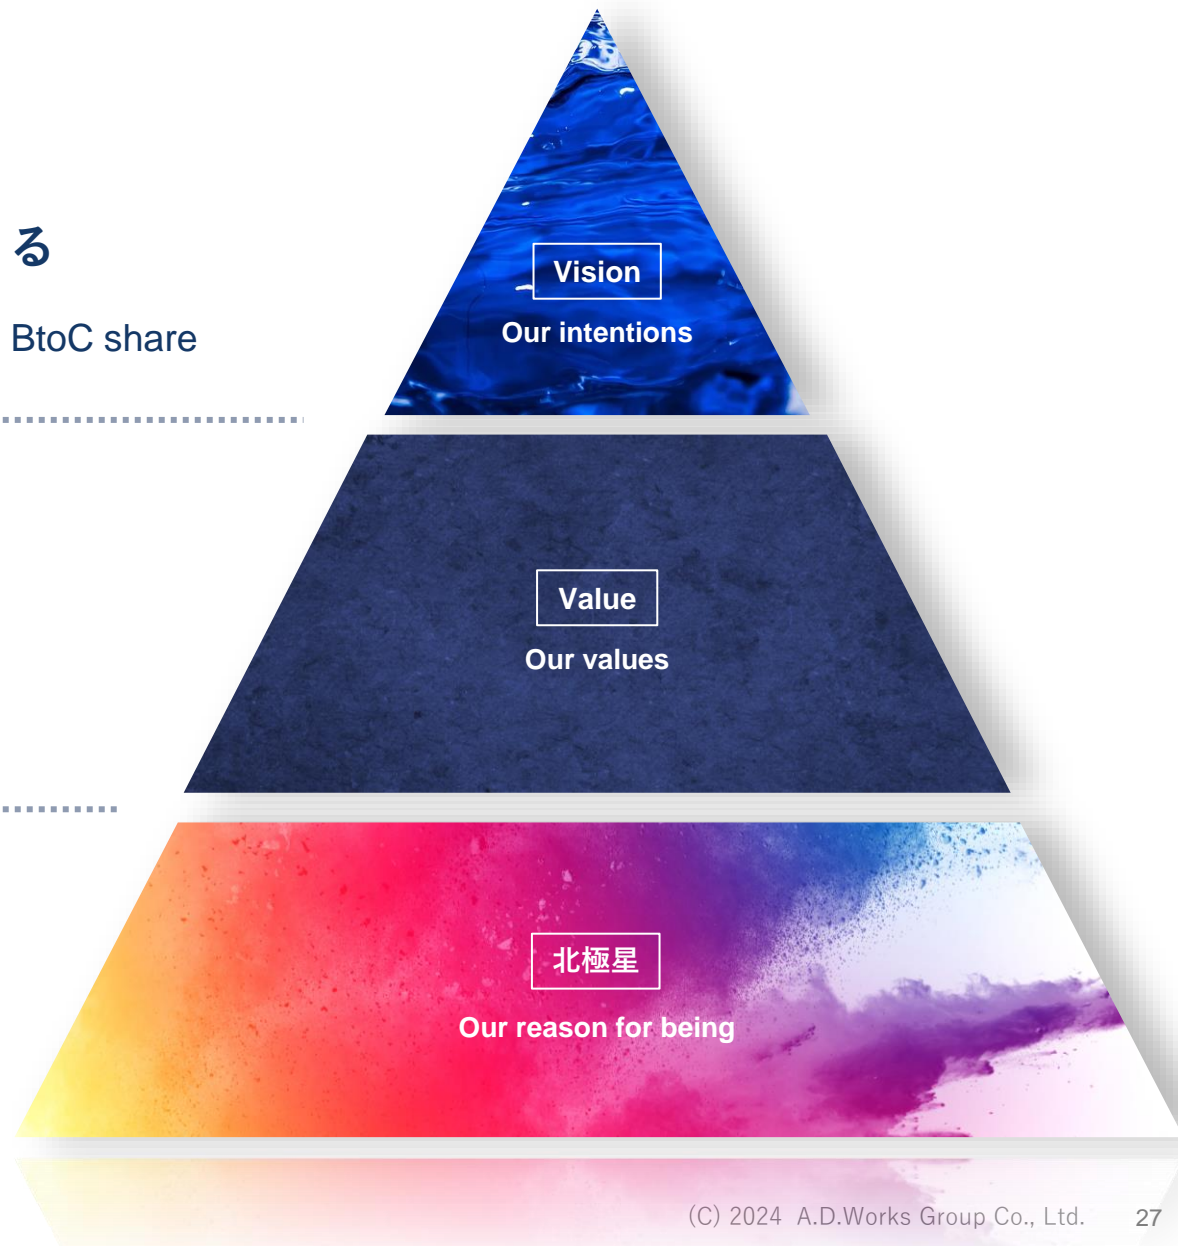 る
BtoC share
Vision
Our intentions
Value
Our values
北極星
Our reason for being
(C) 2024 A.D.Works Group Co., Ltd. 27